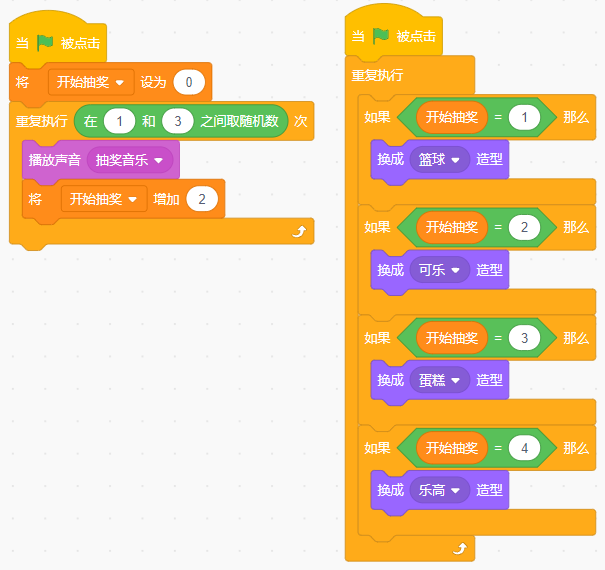 当 被点击
将 开始抽奖 设为 0
重复执行 在 1 和 3 之间取随机数 次
播放声音 抽奖音乐
将 开始抽奖 增加 2
当 被点击
重复执行
如果 开始抽奖 = 1 那么
换成 篮球 造型
如果 开始抽奖 = 2 那么
换成 可乐 造型
如果 开始抽奖 = 3 那么
换成 蛋糕 造型
如果 开始抽奖 = 4 那么
换成 乐高 造型